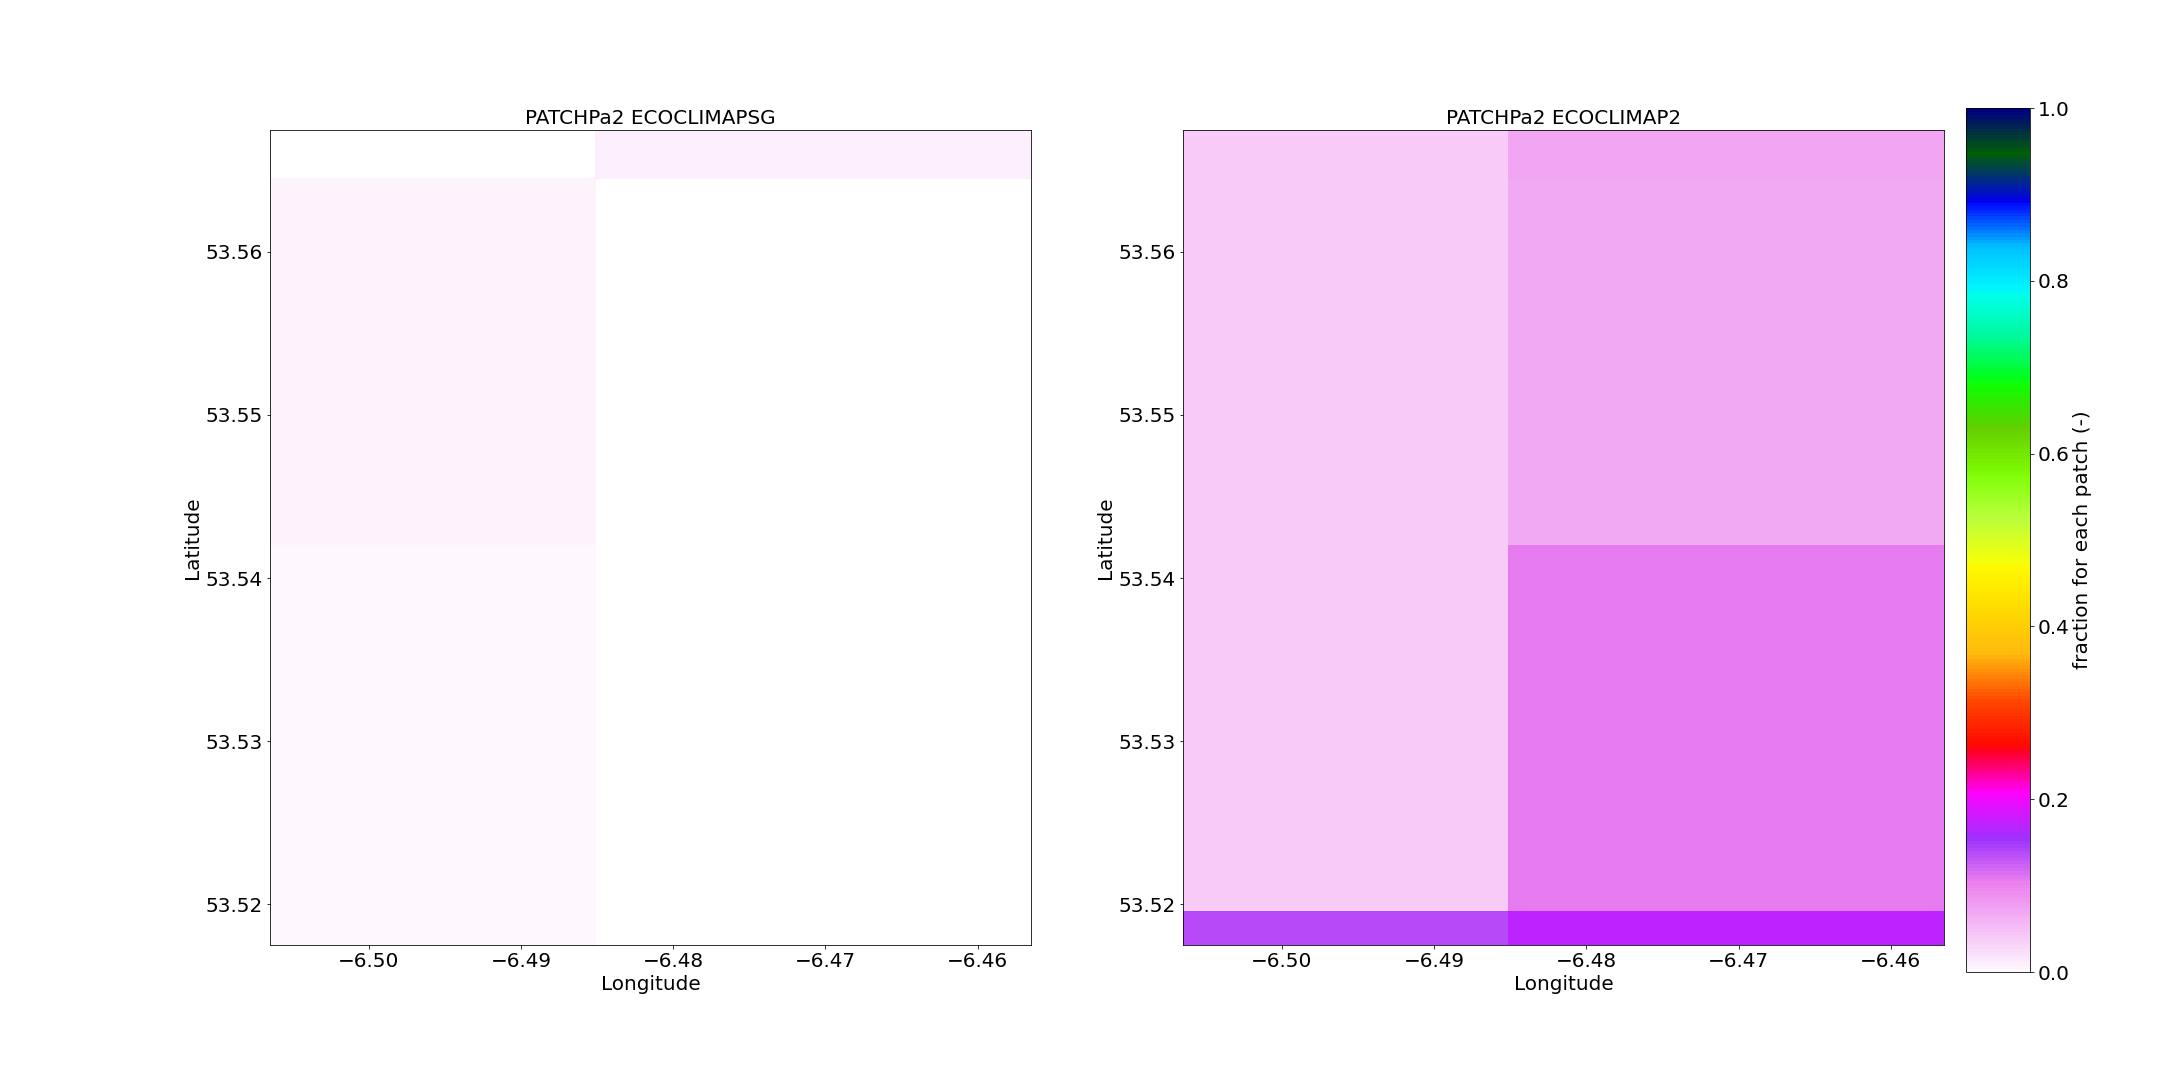 PATCHPa2 ECOCLIMAPSG
53.56
53.55
53.54
53.53
53.52
Latitude
−6.50 −6.49 −6.48 −6.47 −6.46
Longitude
PATCHPa2 ECOCLIMAP2
53.56
53.55
53.54
53.53
53.52
Latitude
−6.50 −6.49 −6.48 −6.47 −6.46
Longitude
1.0
0.8
0.6
0.4
0.2
0.0
fraction for each patch (-)